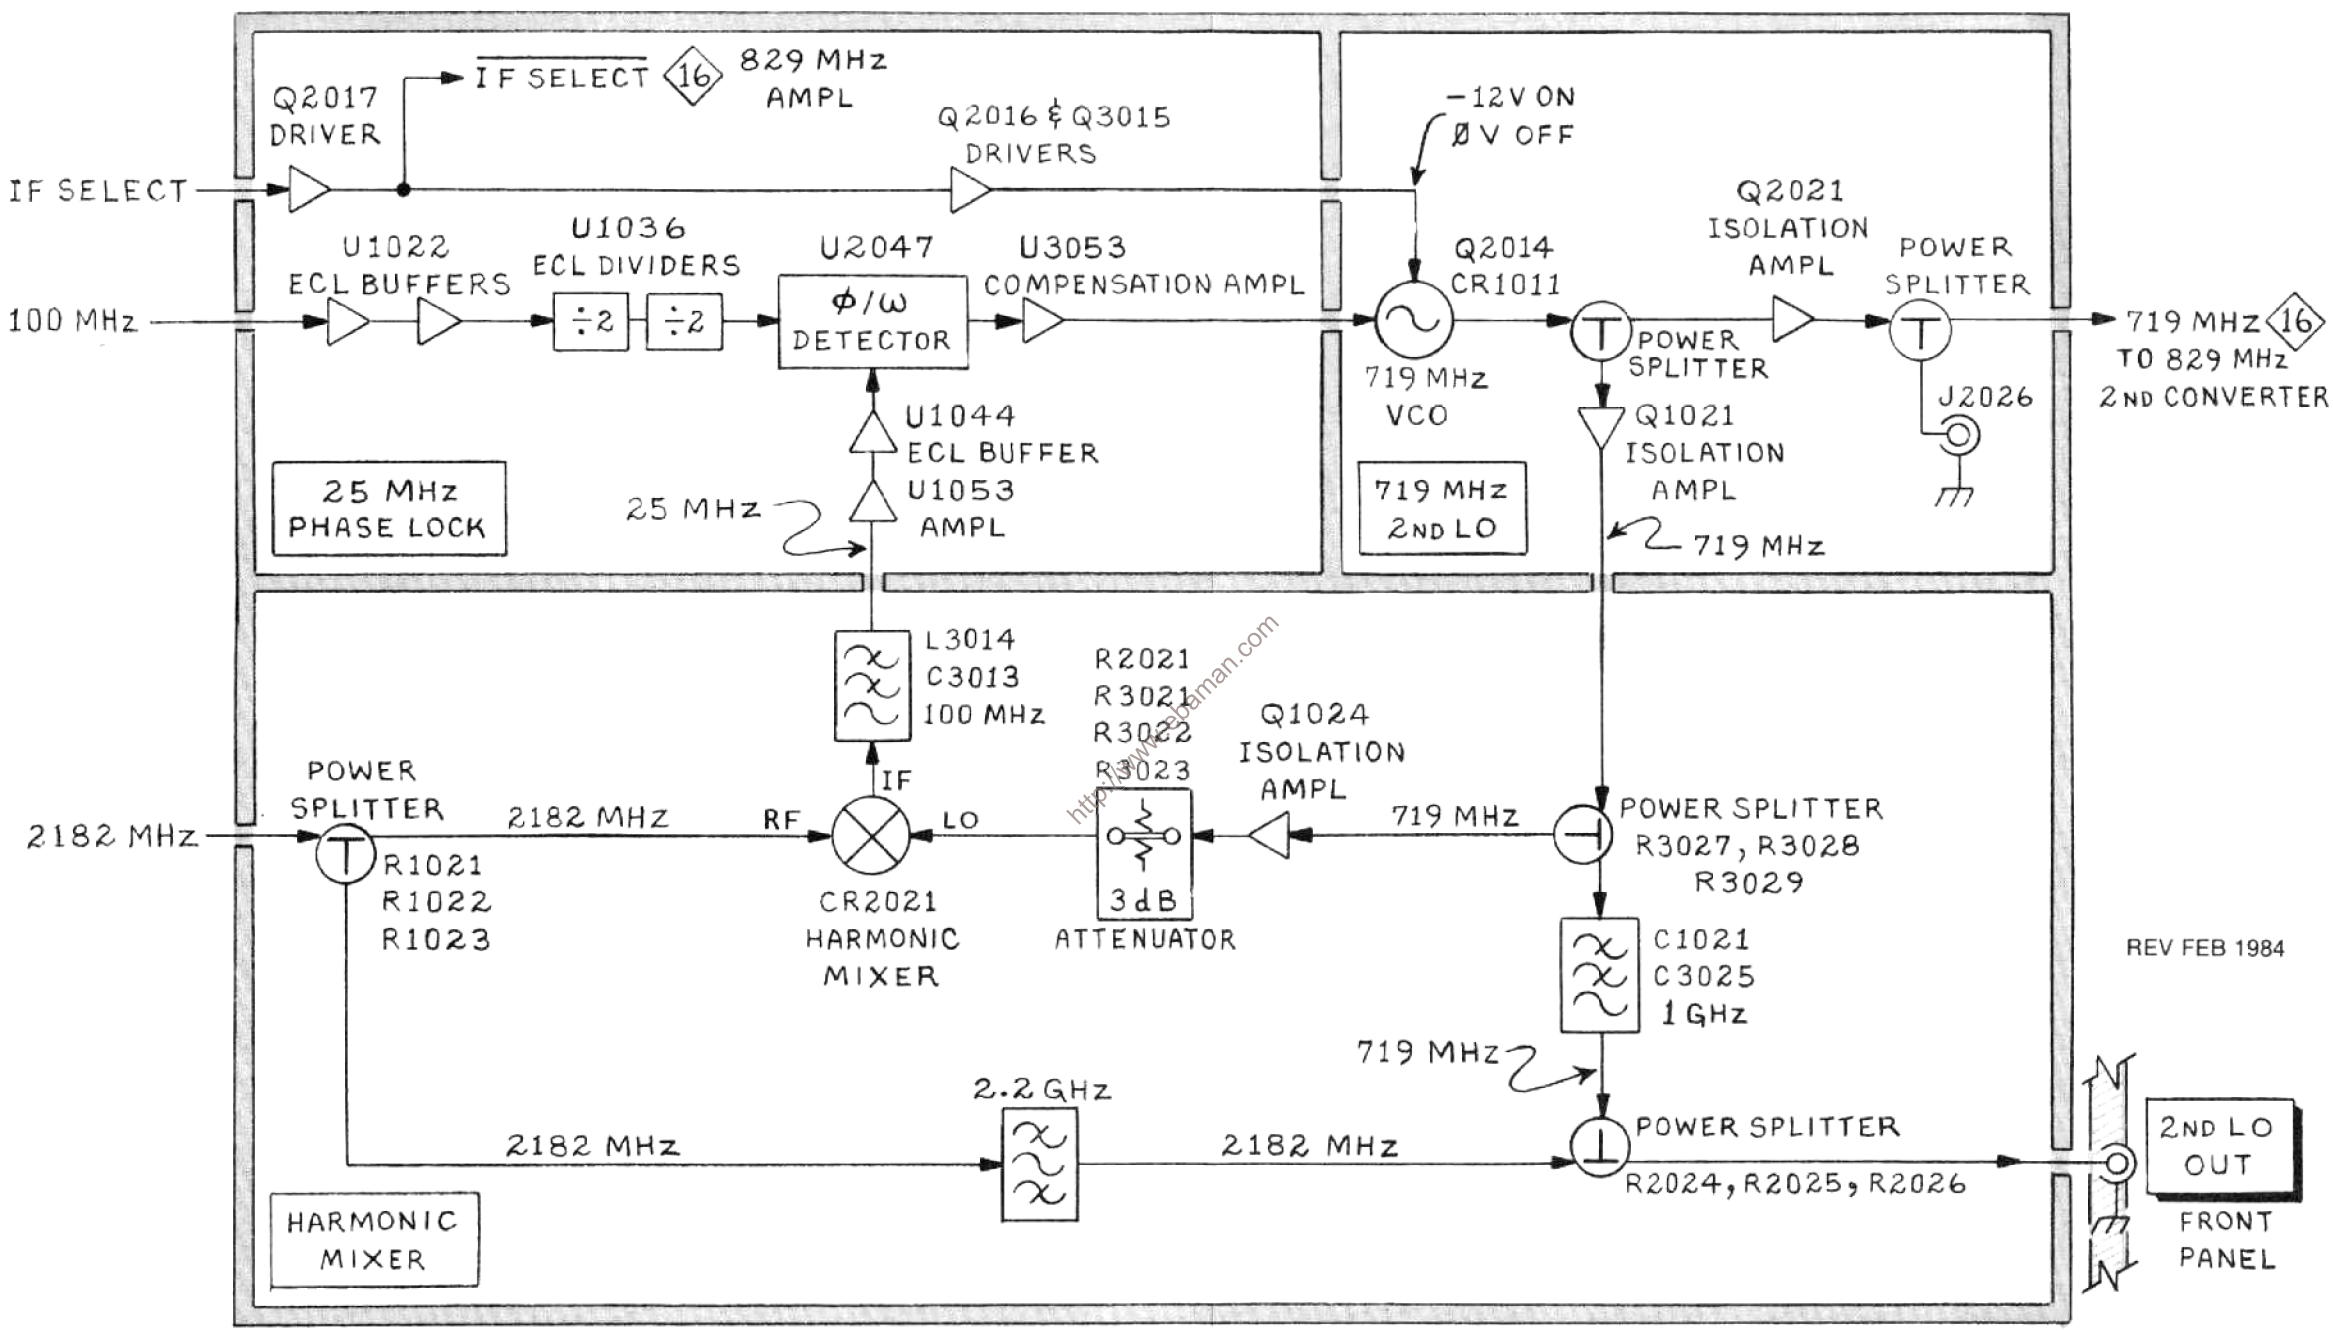 IF SELECT
Q2017
DRIVER
IF SELECT 16
829 MHz
AMPL
Q2016 & Q3015
DRIVERS
-12V ON
Ø V OFF
100 MHz
U1022
ECL BUFFERS
U1036
ECL DIVIDERS
÷2
÷2
U2047
Φ/ω
DETECTOR
U3053
COMPENSATION AMPL
Q2014
CR1011
719 MHz
VCO
POWER
SPLITTER
Q2021
ISOLATION
AMPL
POWER
SPLITTER
J2026
719 MHz 16
TO 829 MHz
2ND CONVERTER
Q1021
ISOLATION
AMPL
719 MHz
719 MHz
2ND LO
25 MHz
PHASE LOCK
25 MHz
U1044
ECL BUFFER
U1053
AMPL
L3014
C3013
100 MHz
R2021
R3021
R3022
R3023
http://www.ebaman.com
Q1024
ISOLATION
AMPL
2182 MHz
POWER
SPLITTER
R1021
R1022
R1023
2182 MHz
RF
IF
LO
CR2021
HARMONIC
MIXER
3 dB
ATTENUATOR
719 MHz
POWER SPLITTER
R3027, R3028
R3029
C1021
C3025
1 GHz
719 MHz
REV FEB 1984
2.2 GHz
2182 MHz
2182 MHz
POWER SPLITTER
R2024, R2025, R2026
2ND LO
OUT
FRONT
PANEL
HARMONIC
MIXER